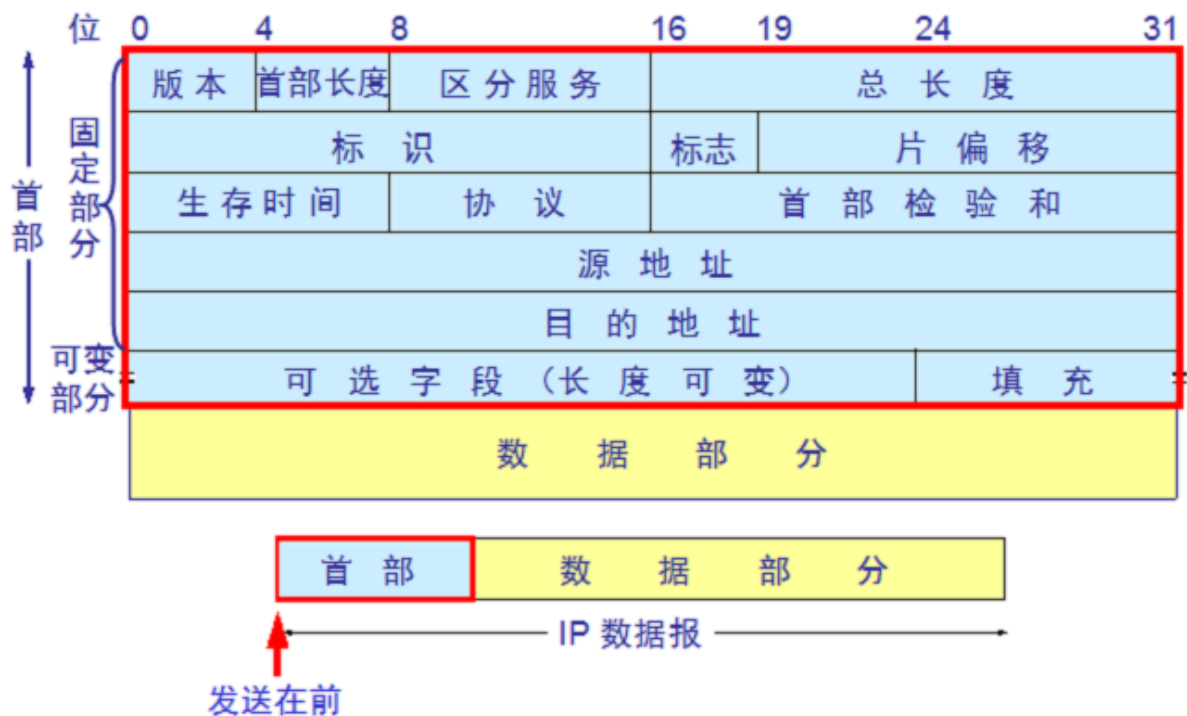 位 0 4 8 16 19 24 31
版本 首部长度 区分服务 总长度
标识 标志 片偏移
生存时间 协议 首部检验和
源地址
目的地址
可选字段（长度可变） 填充
首部
固定部分
可变部分
数据部分
首部 数据部分
IP 数据报
发送在前